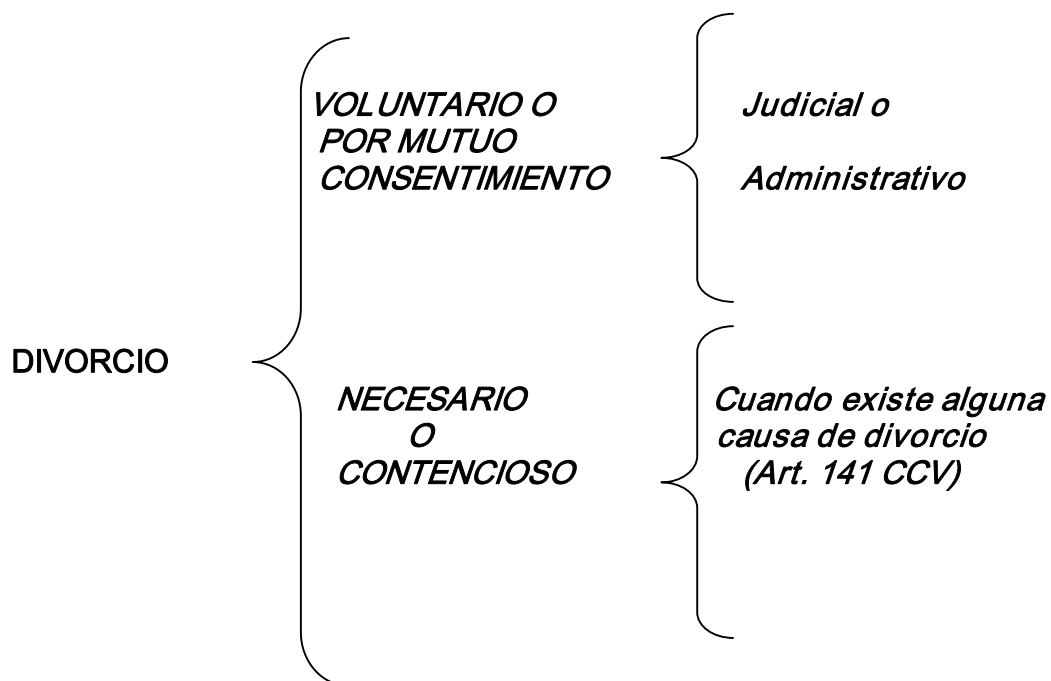 DIVORCIO
VOLUNTARIO O
POR MUTUO
CONSENTIMIENTO
Judicial o
Administrativo
NECESARIO
O
CONTENCIOSO
Cuando existe alguna
causa de divorcio
(Art. 141 CCV)